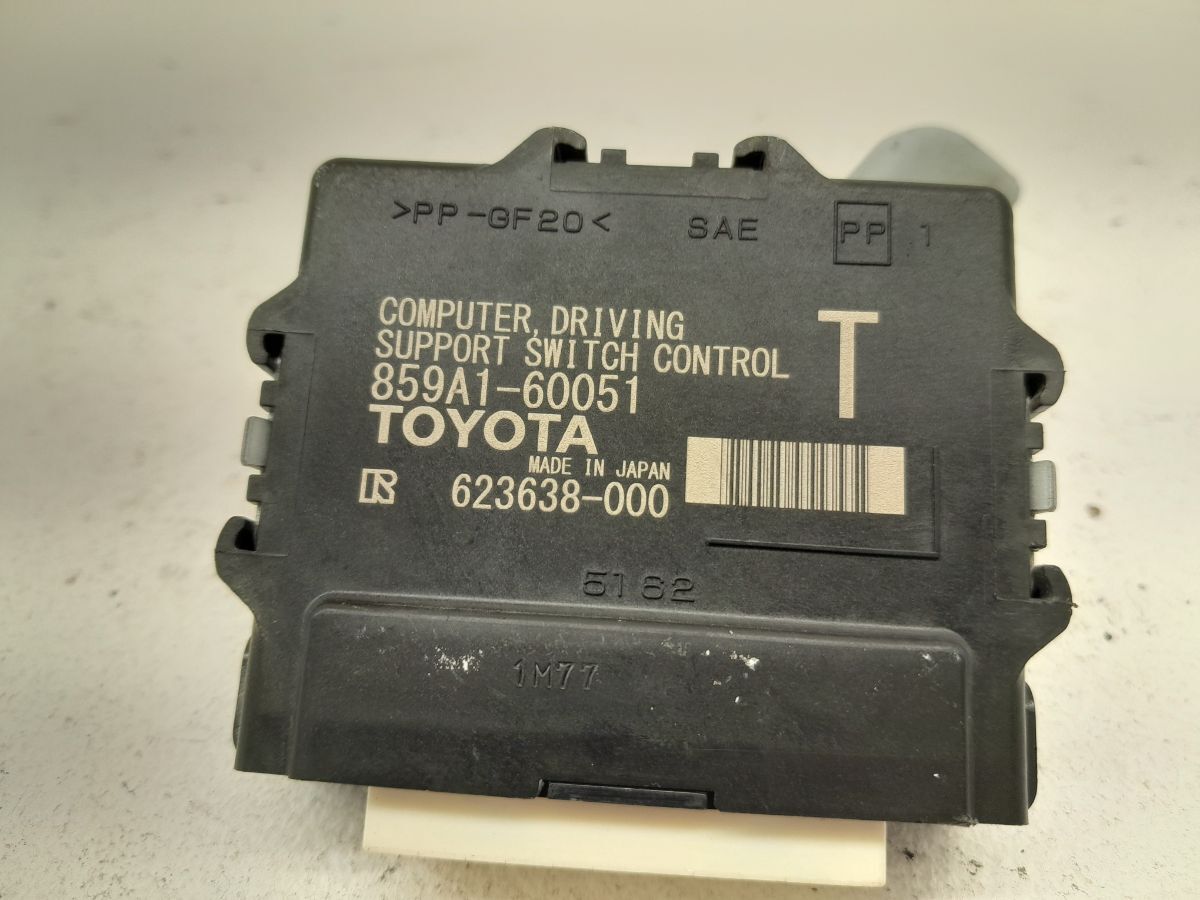 >PP-GF20< SAE PP 1
COMPUTER, DRIVING
SUPPORT SWITCH CONTROL
T
859A1-60051
TOYOTA
MADE IN JAPAN
R 623638-000
5162
1M77